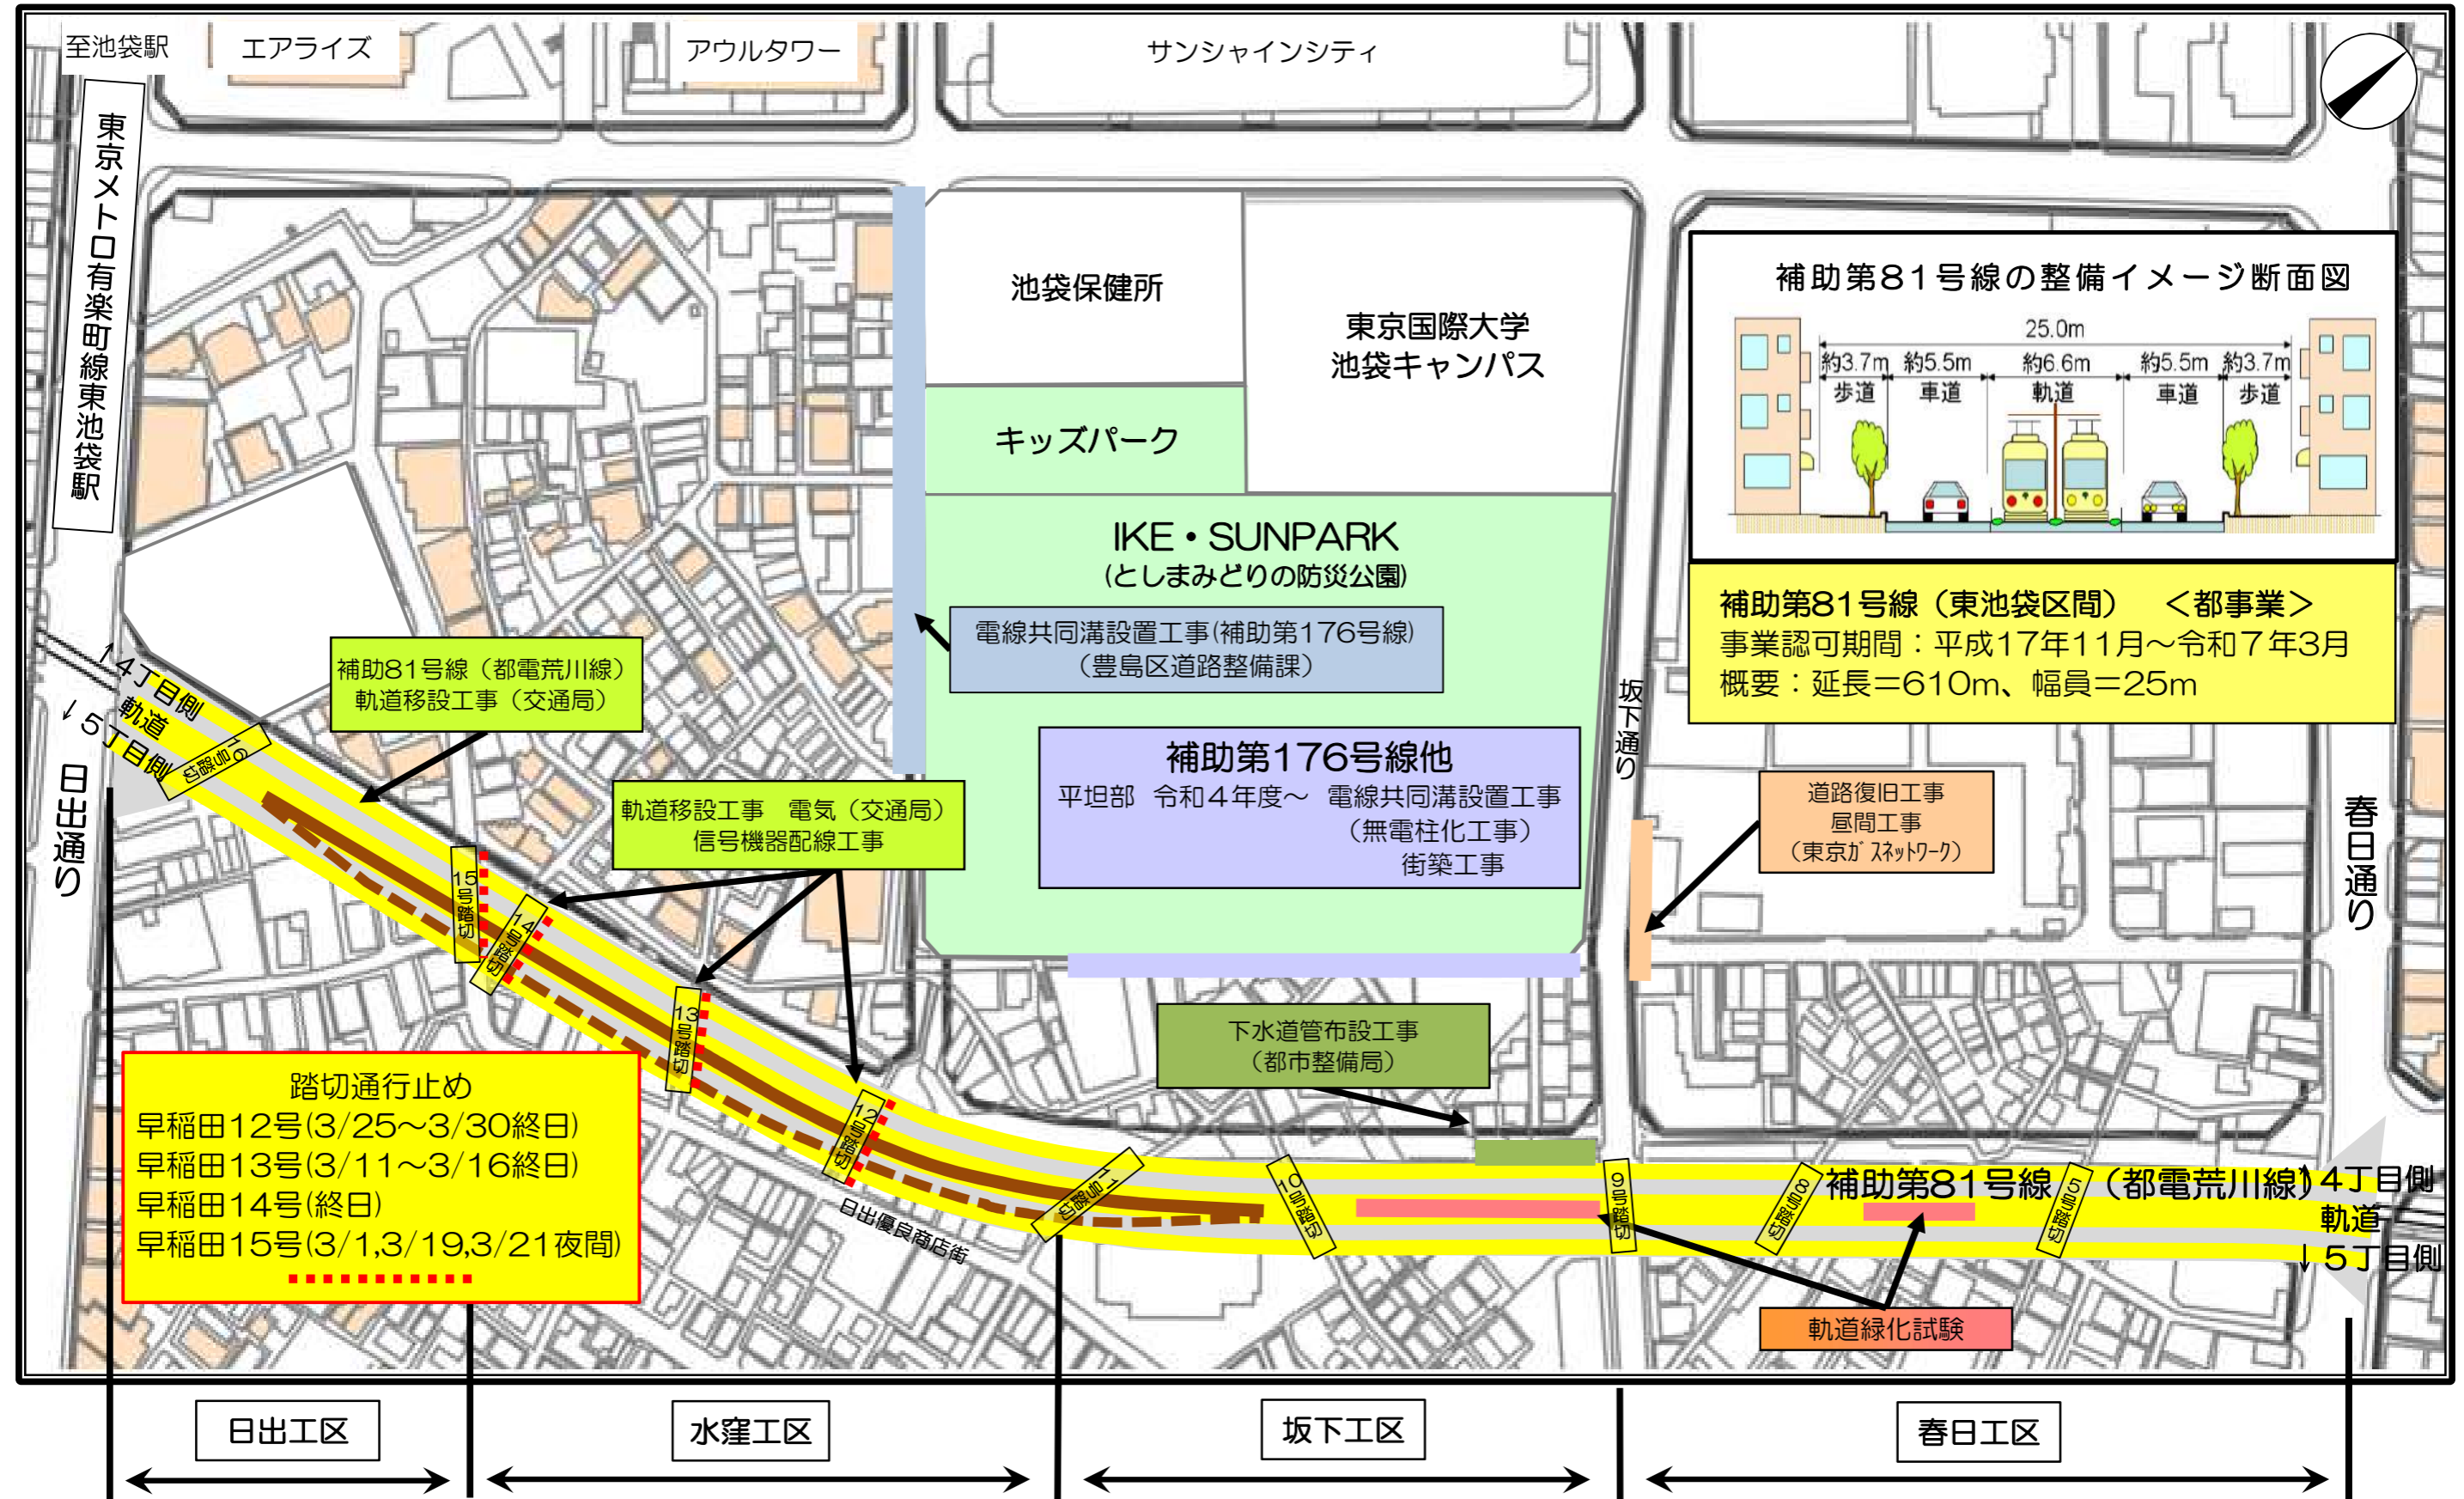 至池袋駅
エアライズ
アウルタワー
サンシャインシティ
東京メトロ有楽町線東池袋駅
池袋保健所
東京国際大学
池袋キャンパス
キッズパーク
IKE・SUNPARK
(としまみどりの防災公園)
補助第81号線の整備イメージ断面図
25.0m
約3.7m 約5.5m 約6.6m 約5.5m 約3.7m
歩道 車道 軌道 車道 歩道
補助第81号線（東池袋区間） ＜都事業＞
事業認可期間：平成17年11月～令和7年3月
概要：延長＝610m、幅員＝25m
電線共同溝設置工事(補助第176号線)
（豊島区道路整備課）
補助81号線（都電荒川線）
軌道移設工事（交通局）
↑4丁目側
軌道
↓5丁目側
日出通り
16号踏切
補助第176号線他
平坦部 令和4年度～ 電線共同溝設置工事
（無電柱化工事）
街築工事
坂下通り
道路復旧工事
昼間工事
（東京ガスネットワーク）
春日通り
軌道移設工事 電気（交通局）
信号機器配線工事
15号踏切
14号踏切
13号踏切
12号踏切
下水道管布設工事
（都市整備局）
踏切通行止め
早稲田12号(3/25～3/30終日)
早稲田13号(3/11～3/16終日)
早稲田14号(終日)
早稲田15号(3/1,3/19,3/21夜間)
日出優良商店街
11号踏切
10号踏切
9号踏切
8号踏切
補助第81号線 （都電荒川線）
5号踏切
↑4丁目側
軌道
↓5丁目側
軌道緑化試験
日出工区
水窪工区
坂下工区
春日工区